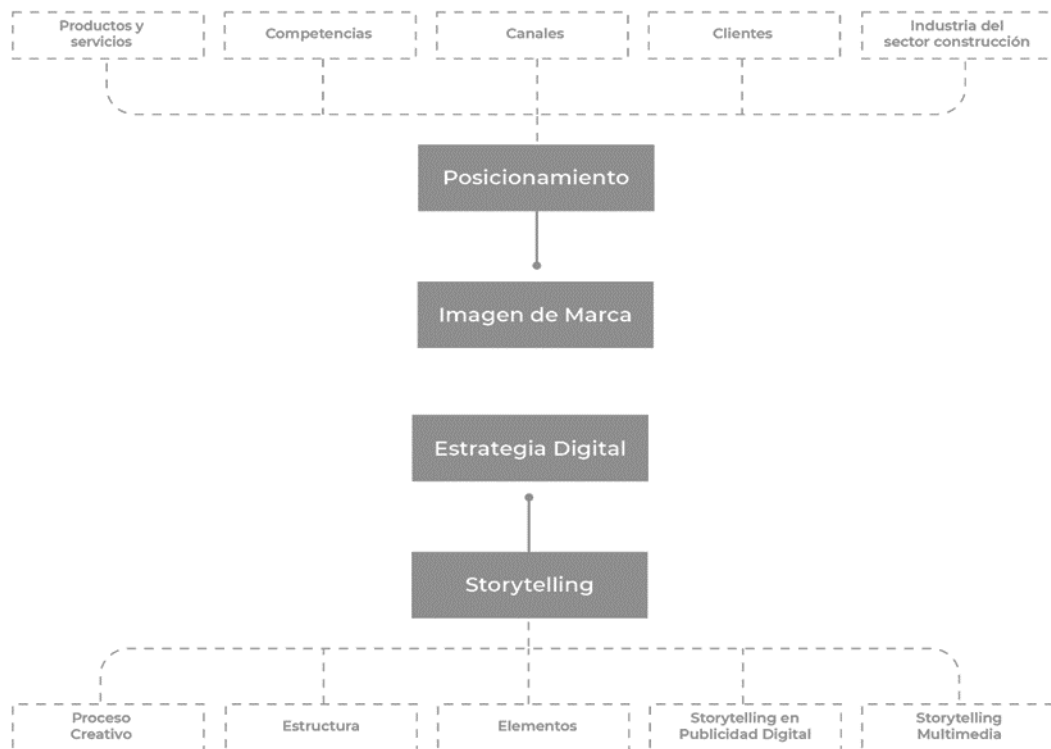 Productos y
servicios
Competencias
Canales
Clientes
Industria del
sector construcción
Posicionamiento
Imagen de Marca
Estrategia Digital
Storytelling
Proceso
Creativo
Estructura
Elementos
Storytelling en
Publicidad Digital
Storytelling
Multimedia